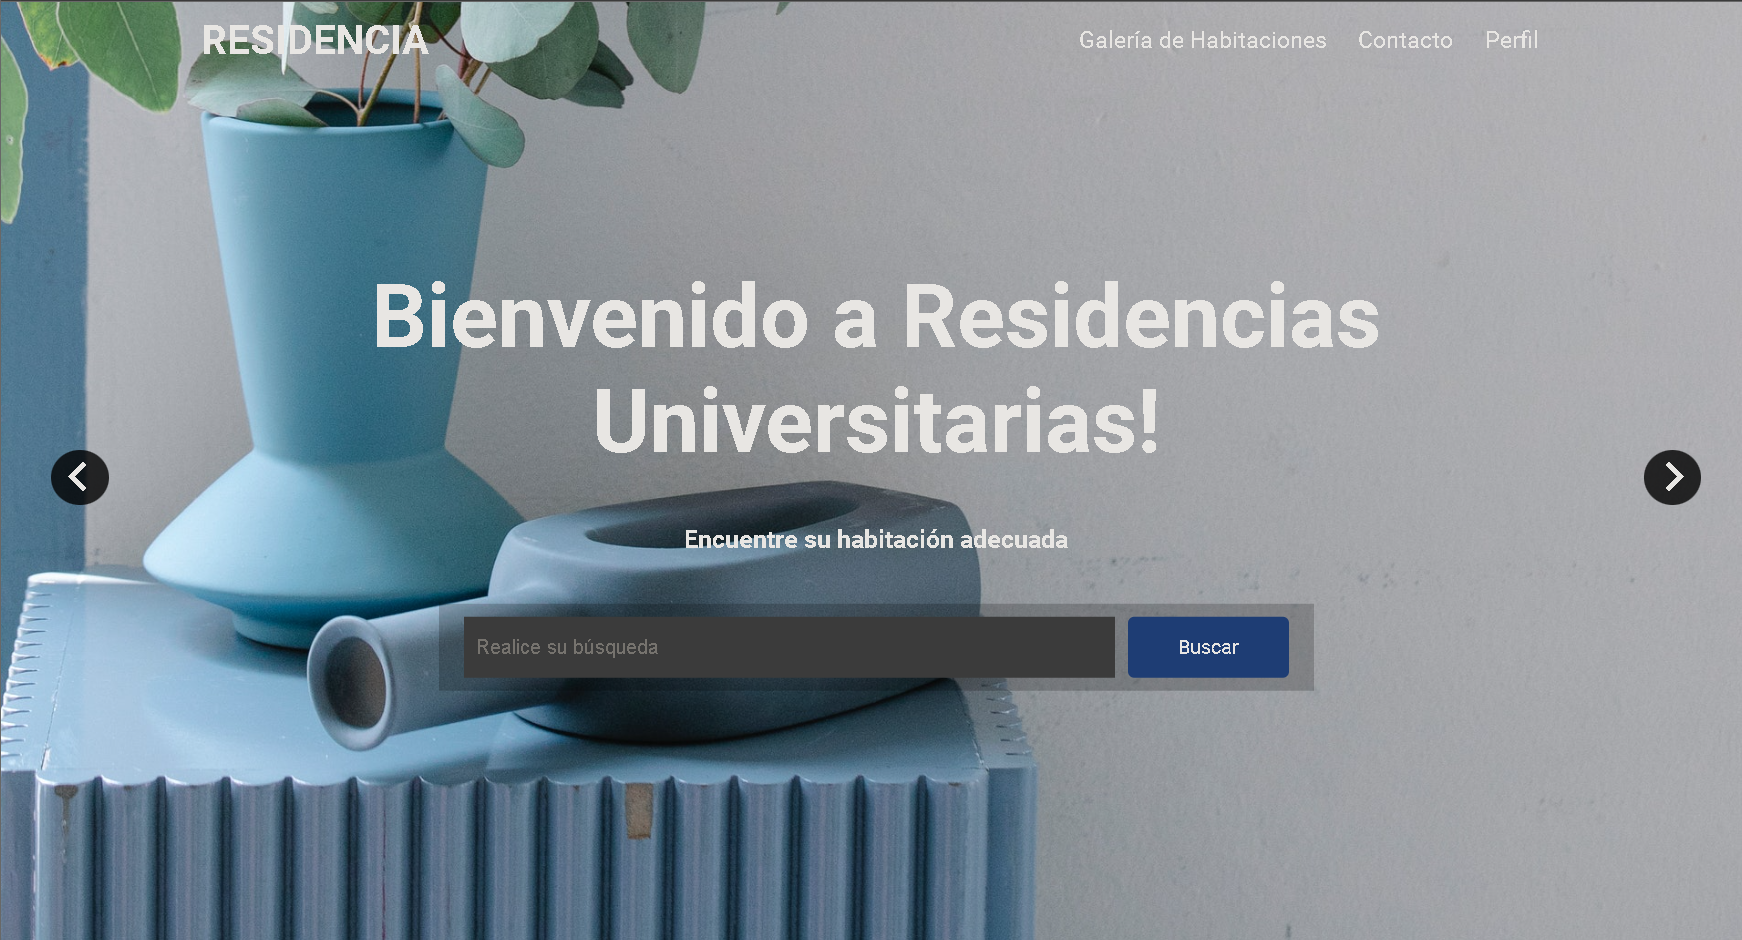 RESIDENCIA
Galería de Habitaciones
Contacto
Perfil
Bienvenido a Residencias
Universitarias!
Encuentre su habitación adecuada
Realice su búsqueda
Buscar